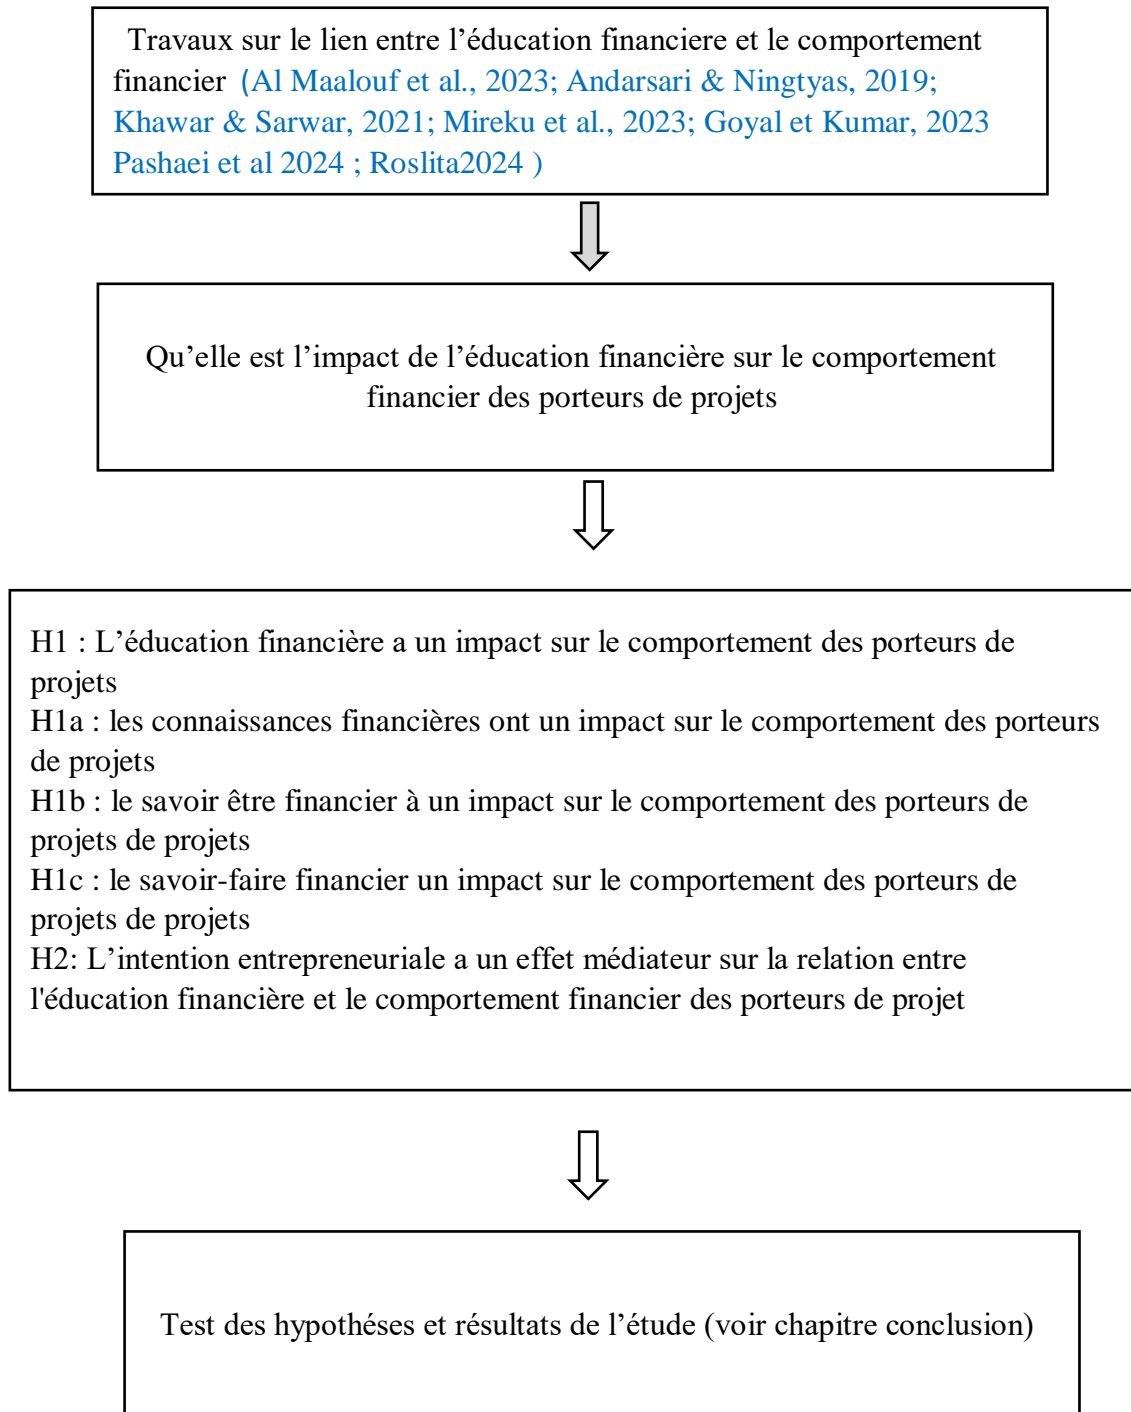 Travaux sur le lien entre l’éducation financiere et le comportement
financier (Al Maalouf et al., 2023; Andarsari & Ningtyas, 2019;
Khawar & Sarwar, 2021; Mireku et al., 2023; Goyal et Kumar, 2023
Pashaei et al 2024 ; Roslita2024 )
Qu’elle est l’impact de l’éducation financière sur le comportement
financier des porteurs de projets
H1 : L’éducation financière a un impact sur le comportement des porteurs de
projets
H1a : les connaissances financières ont un impact sur le comportement des porteurs
de projets
H1b : le savoir être financier à un impact sur le comportement des porteurs de
projets de projets
H1c : le savoir-faire financier un impact sur le comportement des porteurs de
projets de projets
H2: L’intention entrepreneuriale a un effet médiateur sur la relation entre
l'éducation financière et le comportement financier des porteurs de projet
Test des hypothéses et résultats de l’étude (voir chapitre conclusion)